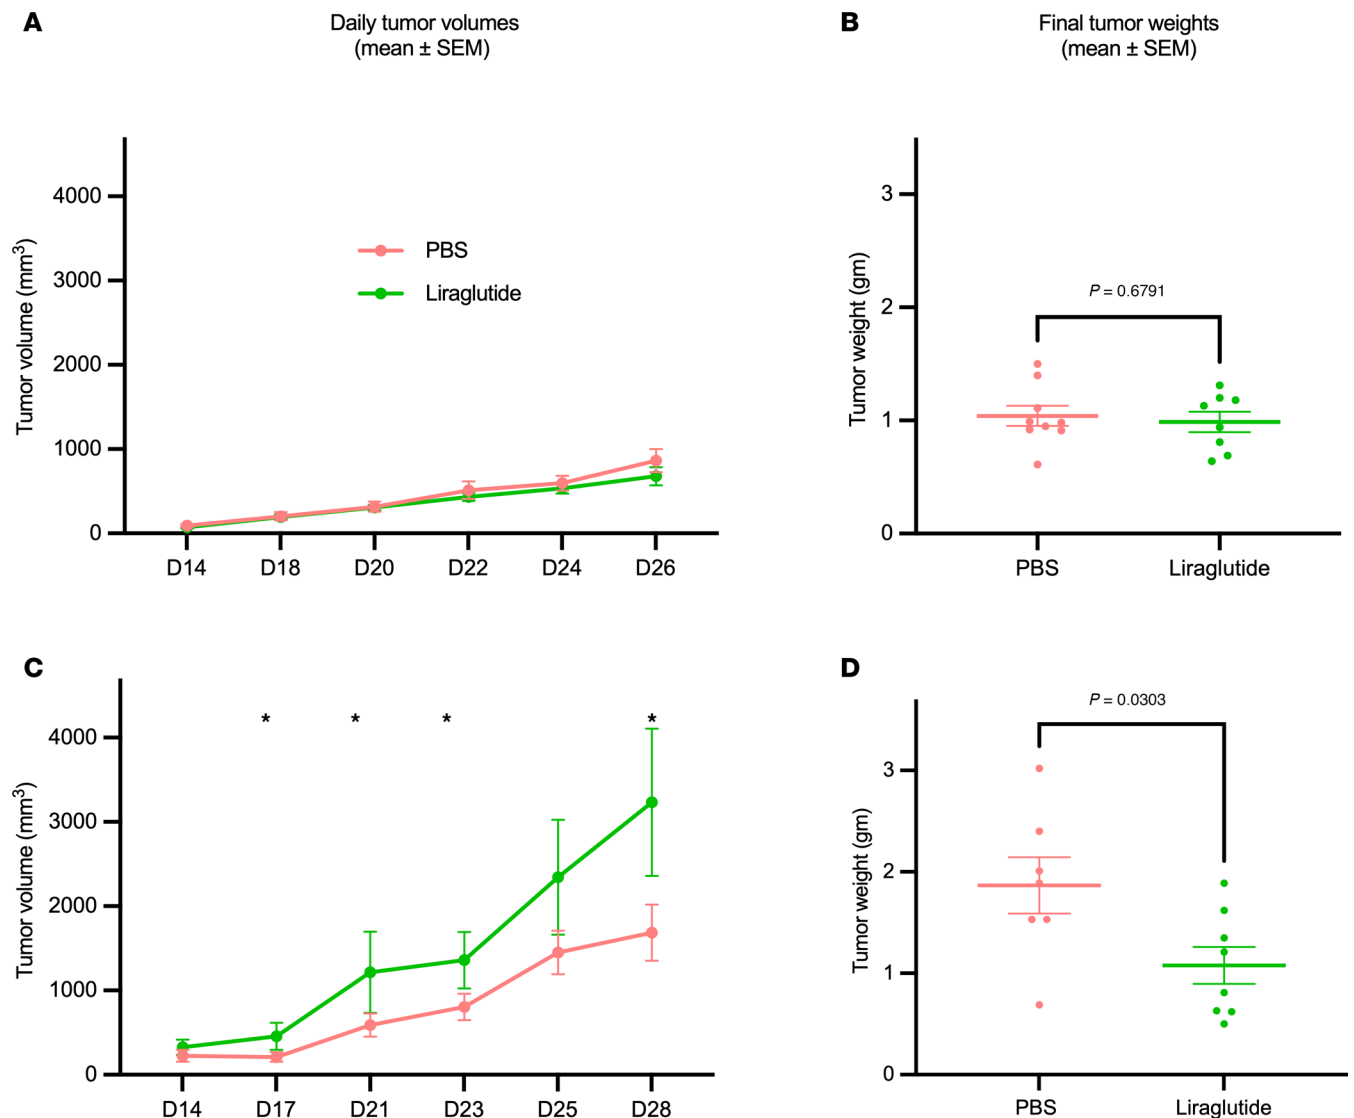 A
Daily tumor volumes
(mean ± SEM)
Tumor volume (mm³)
4000
3000
2000
1000
0
PBS
Liraglutide
D14
D18
D20
D22
D24
D26
B
Final tumor weights
(mean ± SEM)
Tumor weight (gm)
3
2
1
0
P = 0.6791
PBS
Liraglutide
C
Tumor volume (mm³)
4000
3000
2000
1000
0
* * * *
D14
D17
D21
D23
D25
D28
D
Tumor weight (gm)
3
2
1
0
P = 0.0303
PBS
Liraglutide